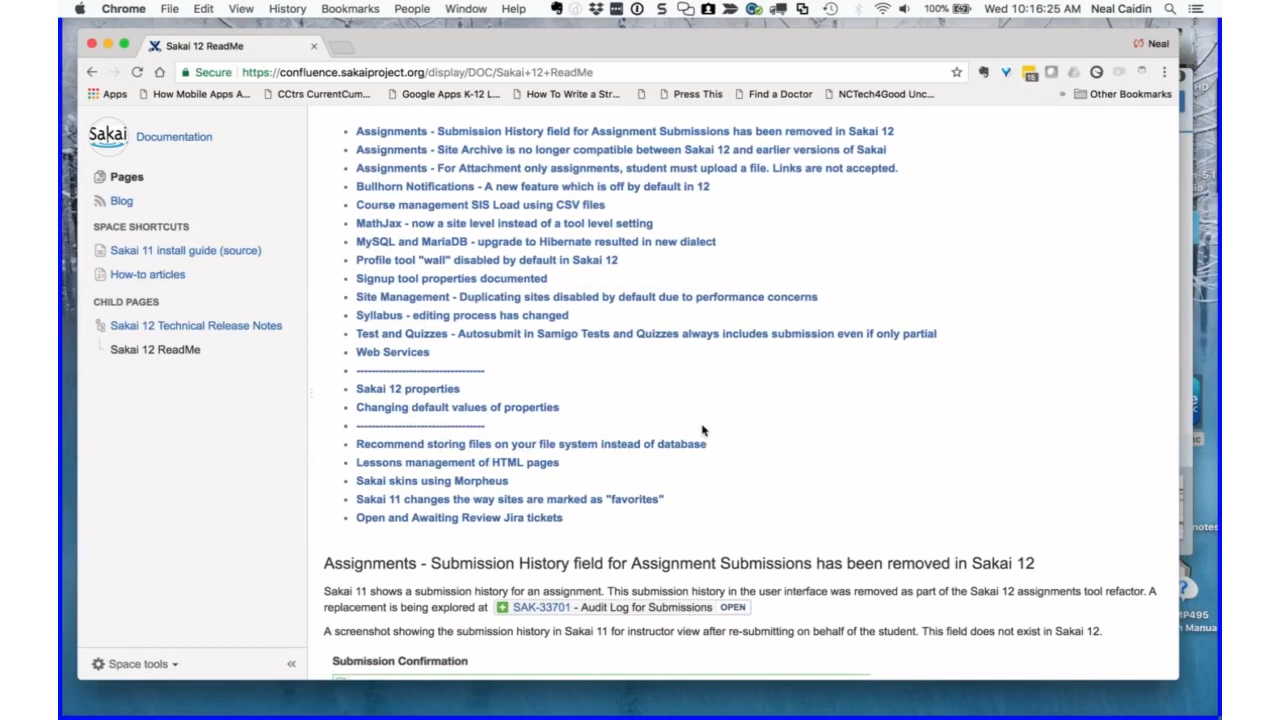 Chrome File Edit View History Bookmarks People Window Help 100% Wed 10:16:25 AM Neal Caidin
Sakai 12 ReadMe × Neal
Secure https://confluence.sakaiproject.org/display/DOC/Sakai+12+ReadMe
Apps How Mobile Apps A... CCtrs CurrentCum... Google Apps K-12 L... How To Write a Str... Press This Find a Doctor NCTech4Good Unc... » Other Bookmarks
Sakai Documentation
Pages
Blog
SPACE SHORTCUTS
Sakai 11 install guide (source)
How-to articles
CHILD PAGES
Sakai 12 Technical Release Notes
Sakai 12 ReadMe
Space tools
• Assignments - Submission History field for Assignment Submissions has been removed in Sakai 12
• Assignments - Site Archive is no longer compatible between Sakai 12 and earlier versions of Sakai
• Assignments - For Attachment only assignments, student must upload a file. Links are not accepted.
• Bullhorn Notifications - A new feature which is off by default in 12
• Course management SIS Load using CSV files
• MathJax - now a site level instead of a tool level setting
• MySQL and MariaDB - upgrade to Hibernate resulted in new dialect
• Profile tool "wall" disabled by default in Sakai 12
• Signup tool properties documented
• Site Management - Duplicating sites disabled by default due to performance concerns
• Syllabus - editing process has changed
• Test and Quizzes - Autosubmit in Samigo Tests and Quizzes always includes submission even if only partial
• Web Services
• --------------------------------
• Sakai 12 properties
• Changing default values of properties
• --------------------------------
• Recommend storing files on your file system instead of database
• Lessons management of HTML pages
• Sakai skins using Morpheus
• Sakai 11 changes the way sites are marked as "favorites"
• Open and Awaiting Review Jira tickets
Assignments - Submission History field for Assignment Submissions has been removed in Sakai 12
Sakai 11 shows a submission history for an assignment. This submission history in the user interface was removed as part of the Sakai 12 assignments tool refactor. A
replacement is being explored at SAK-33701 - Audit Log for Submissions OPEN
A screenshot showing the submission history in Sakai 11 for instructor view after re-submitting on behalf of the student. This field does not exist in Sakai 12.
Submission Confirmation